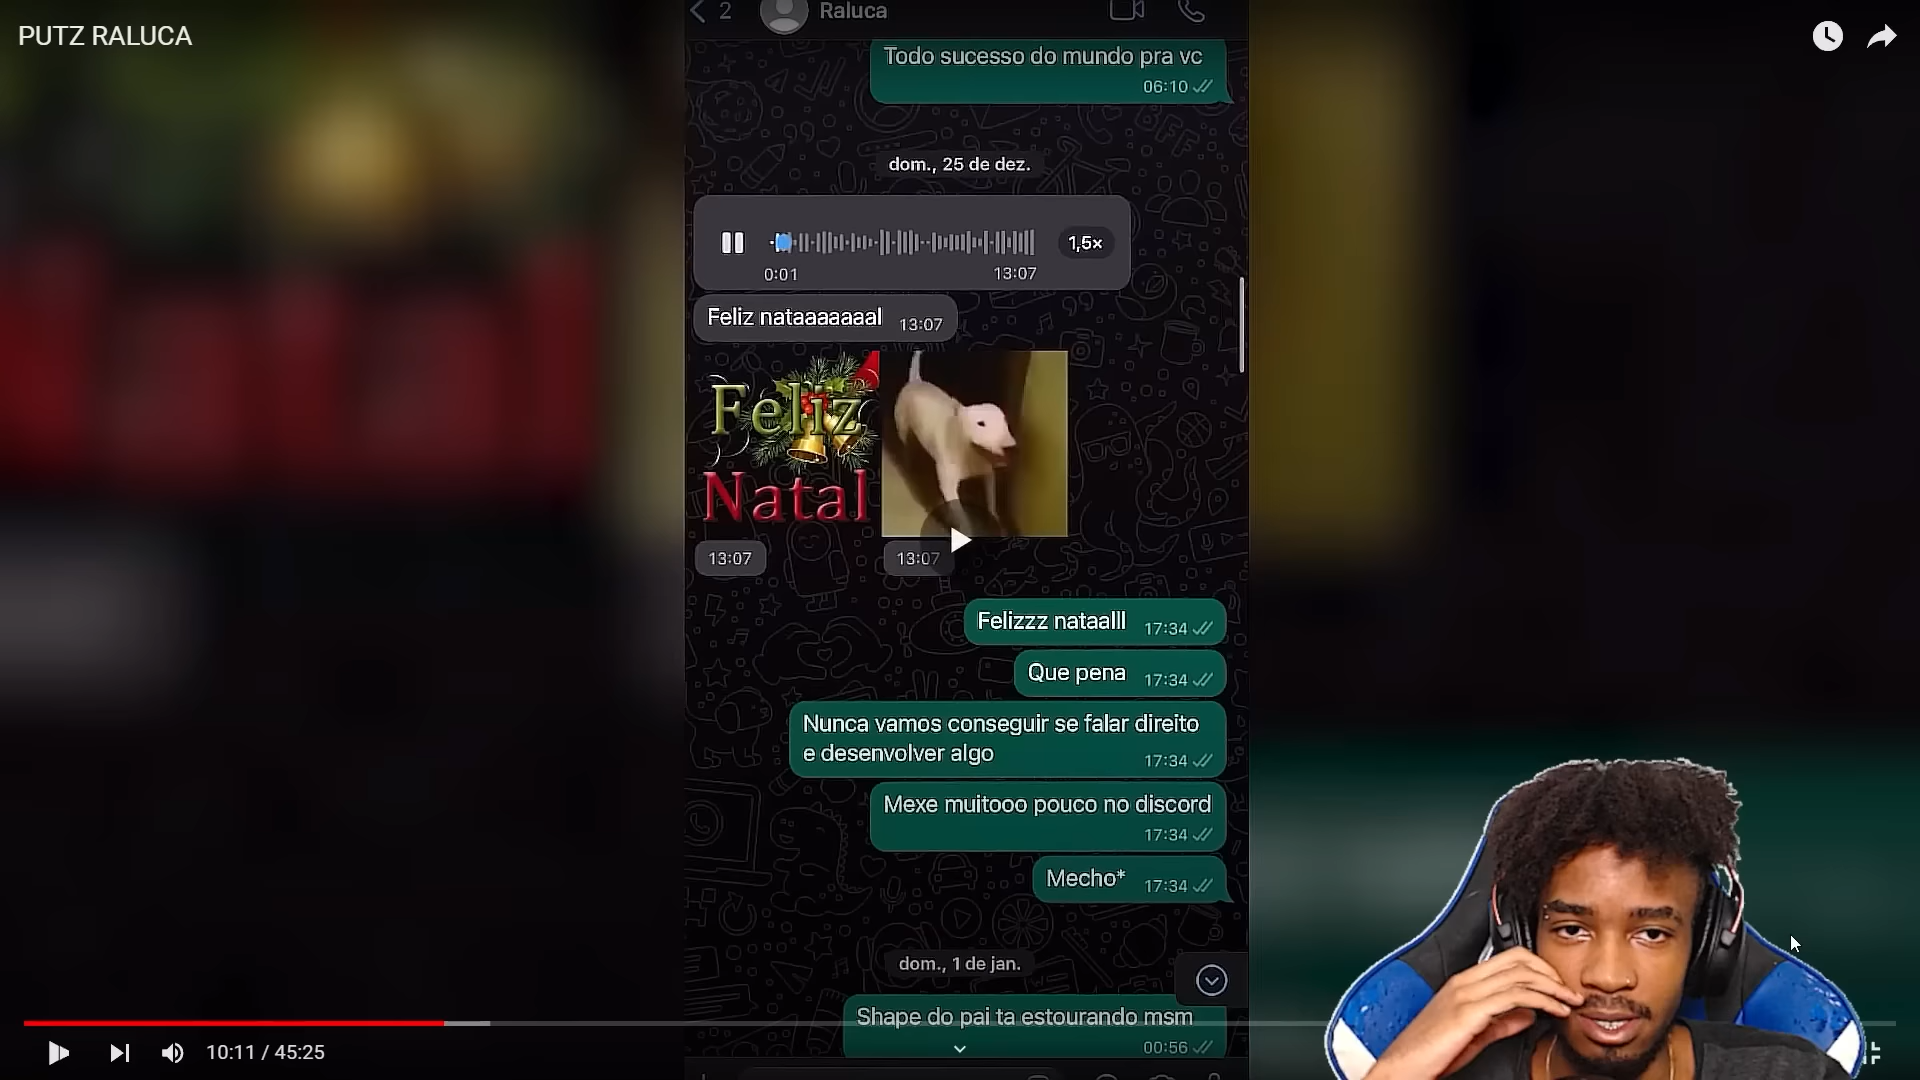 PUTZ RALUCA
2 Raluca
Todo sucesso do mundo pra vc
06:10
dom., 25 de dez.
1,5×
0:01 13:07
Feliz nataaaaaaal 13:07
Feliz
Natal
13:07 13:07
Felizzz nataalll 17:34
Que pena 17:34
Nunca vamos conseguir se falar direito
e desenvolver algo 17:34
Mexe muitooo pouco no discord
17:34
Mecho* 17:34
dom., 1 de jan.
Shape do pai ta estourando msm
00:56
10:11 / 45:25